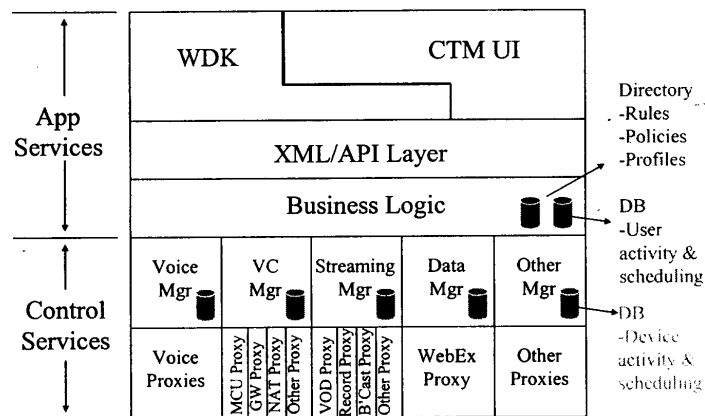 WDK
CTM UI
App
Services
XML/API Layer
Business Logic
Directory
-Rules
-Policies
-Profiles
DB
-User
activity &
scheduling
Control
Services
Voice
Mgr
VC
Mgr
Streaming
Mgr
Data
Mgr
Other
Mgr
DB
-Device
activity &
scheduling
Voice
Proxies
MCU Proxy
GW Proxy
NAT Proxy
Other Proxy
VOD Proxy
Record Proxy
B'Cast Proxy
Other Proxy
WebEx
Proxy
Other
Proxies